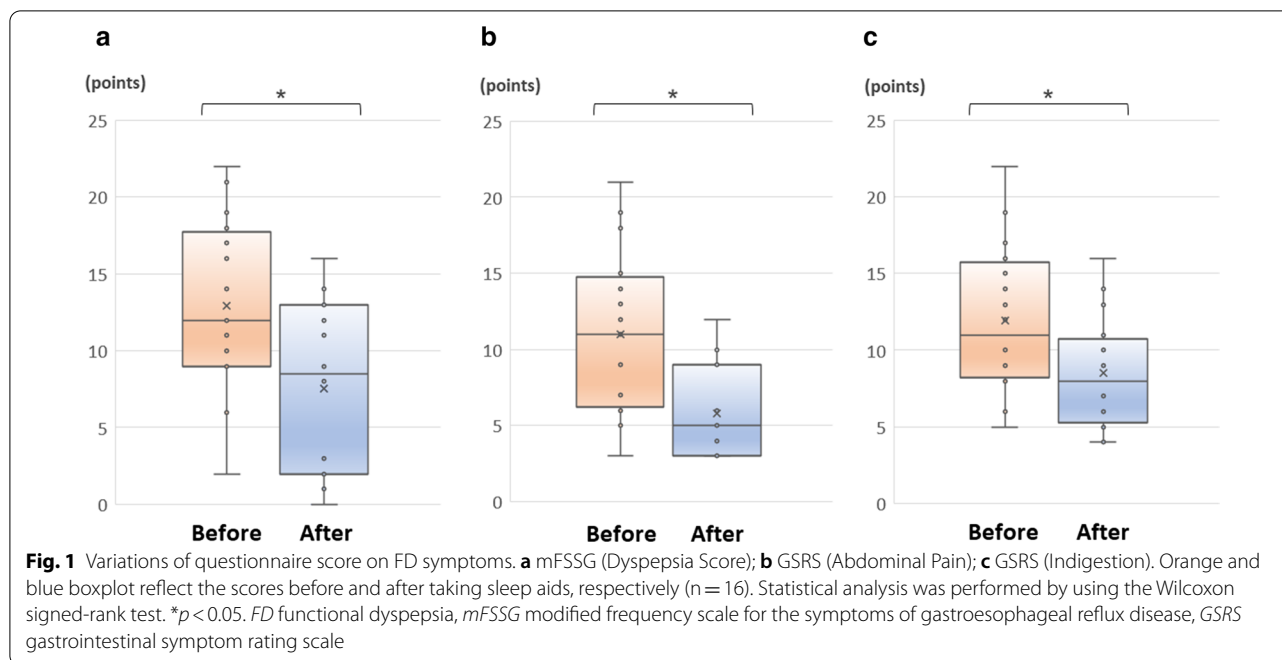 a
b
c
(points)
(points)
(points)
*
*
*
25
20
15
10
5
0
Before After
25
20
15
10
5
0
Before After
25
20
15
10
5
0
Before After
Fig. 1 Variations of questionnaire score on FD symptoms. a mFSSG (Dyspepsia Score); b GSRS (Abdominal Pain); c GSRS (Indigestion). Orange and
blue boxplot reflect the scores before and after taking sleep aids, respectively (n = 16). Statistical analysis was performed by using the Wilcoxon
signed-rank test. *p < 0.05. FD functional dyspepsia, mFSSG modified frequency scale for the symptoms of gastroesophageal reflux disease, GSRS
gastrointestinal symptom rating scale